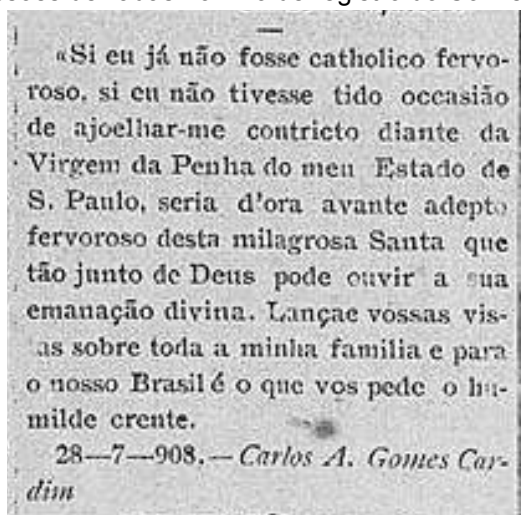 «Si eu já não fosse catholico fervo-
roso, si eu não tivesse tido occasião
de ajoelhar-me contricto diante da
Virgem da Penha do meu Estado de
S. Paulo, seria d'ora avante adepto
fervoroso desta milagrosa Santa que
tão junto de Deus pode ouvir a sua
emanação divina. Lançae vossas vis-
tas sobre toda a minha familia e para
o nosso Brasil é o que vos pede o hu-
milde crente.
28—7—908.—Carlos A. Gomes Car-
dim